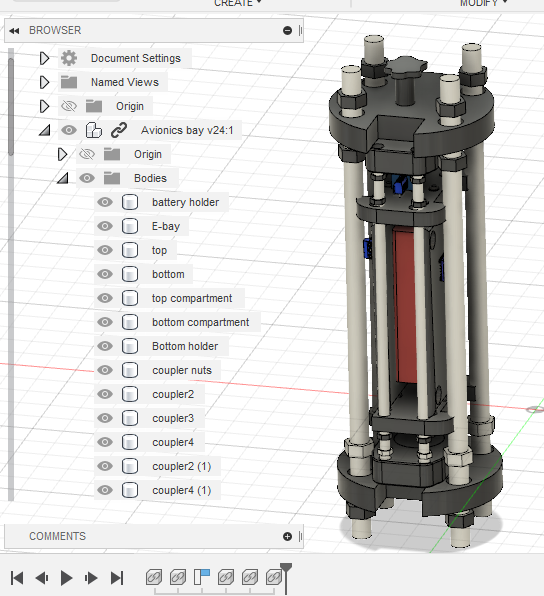 CREATE
MODIFY
BROWSER
Document Settings
Named Views
Origin
Avionics bay v24:1
Origin
Bodies
battery holder
E-bay
top
bottom
top compartment
bottom compartment
Bottom holder
coupler nuts
coupler2
coupler3
coupler4
coupler2 (1)
coupler4 (1)
COMMENTS